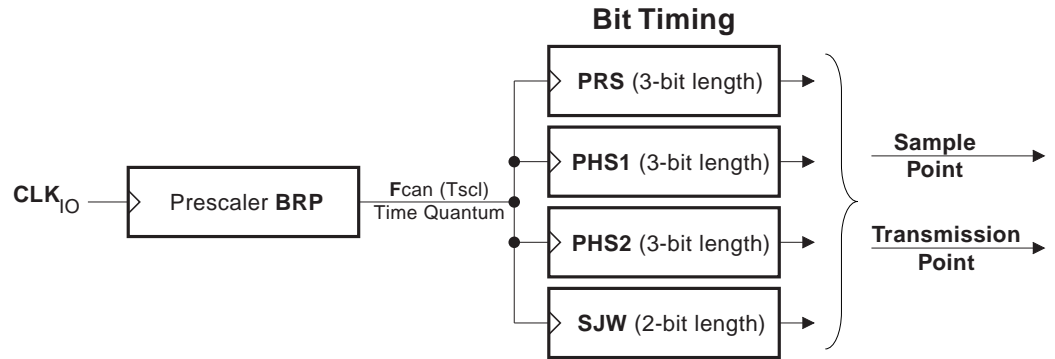 Bit Timing
PRS (3-bit length)
PHS1 (3-bit length)
PHS2 (3-bit length)
SJW (2-bit length)
CLKIO
Prescaler BRP
Fcan (Tscl)
Time Quantum
Sample
Point
Transmission
Point